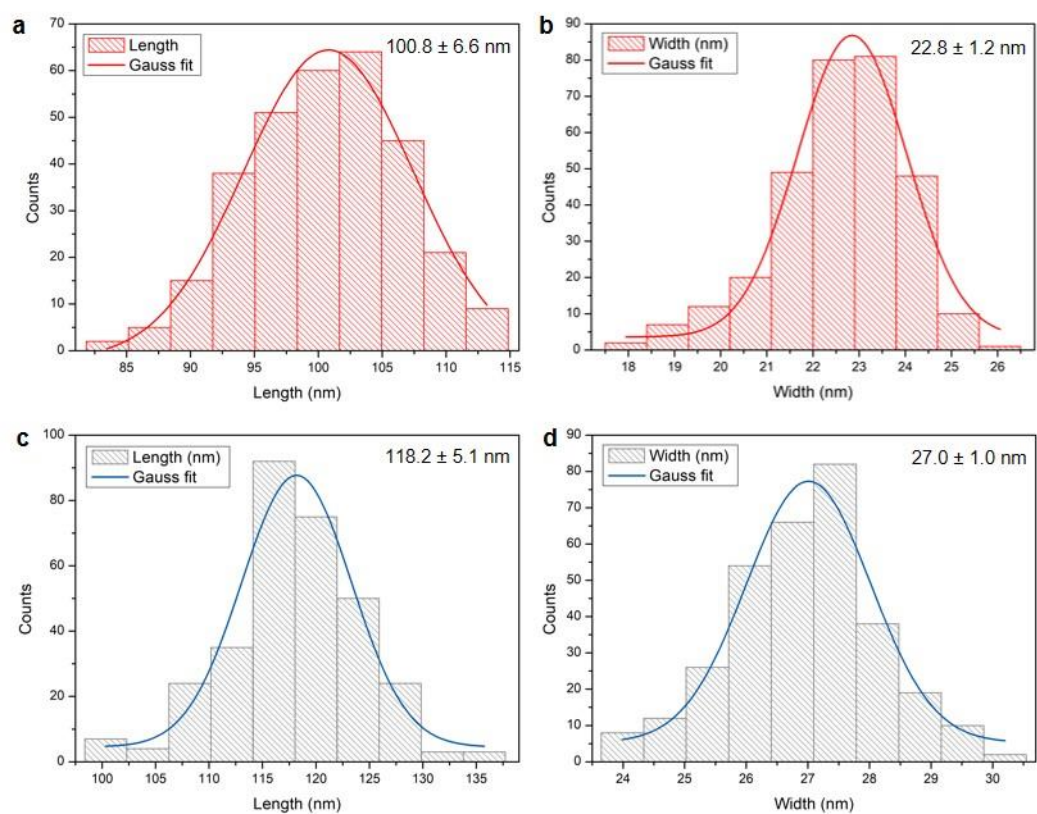 a
70
60
50
40
30
20
10
0
Counts
Length
Gauss fit
100.8 ± 6.6 nm
85 90 95 100 105 110 115
Length (nm)
b
90
80
70
60
50
40
30
20
10
0
Counts
Width (nm)
Gauss fit
22.8 ± 1.2 nm
18 19 20 21 22 23 24 25 26
Width (nm)
c
100
80
60
40
20
0
Counts
Length (nm)
Gauss fit
118.2 ± 5.1 nm
100 105 110 115 120 125 130 135
Length (nm)
d
90
80
70
60
50
40
30
20
10
0
Counts
Width (nm)
Gauss fit
27.0 ± 1.0 nm
24 25 26 27 28 29 30
Width (nm)